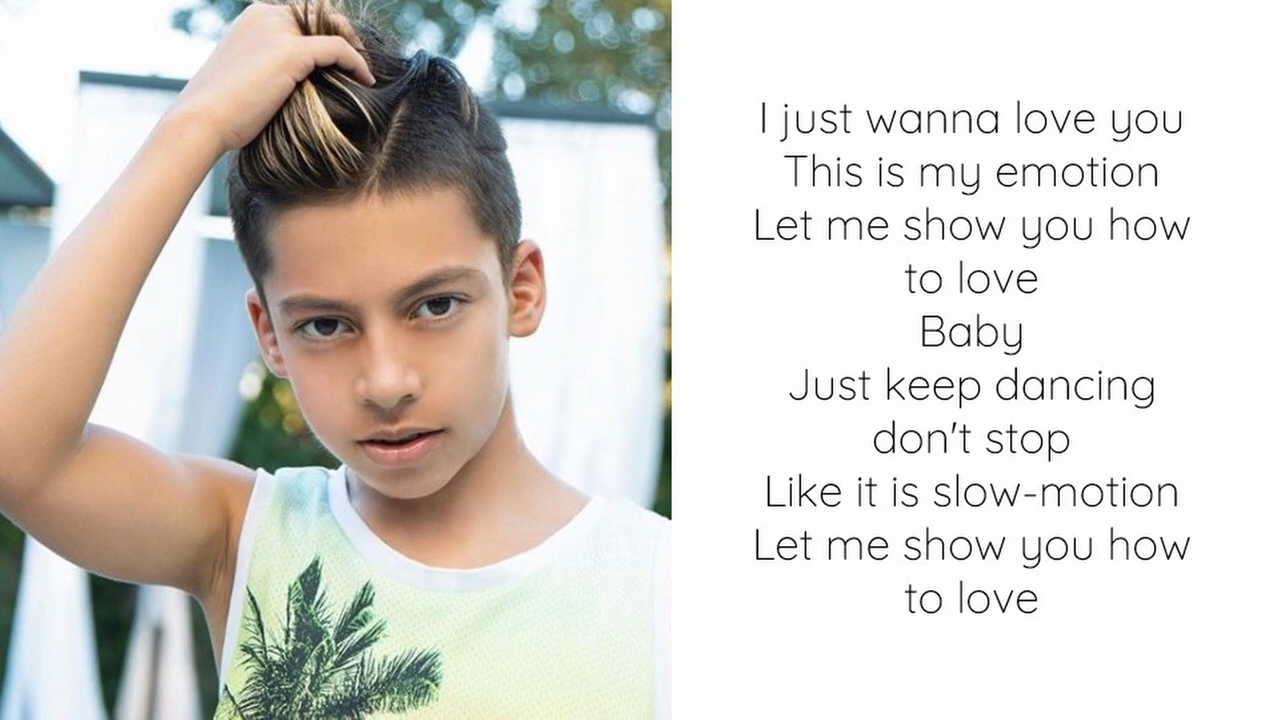 I just wanna love you
This is my emotion
Let me show you how
to love
Baby
Just keep dancing
don't stop
Like it is slow-motion
Let me show you how
to love